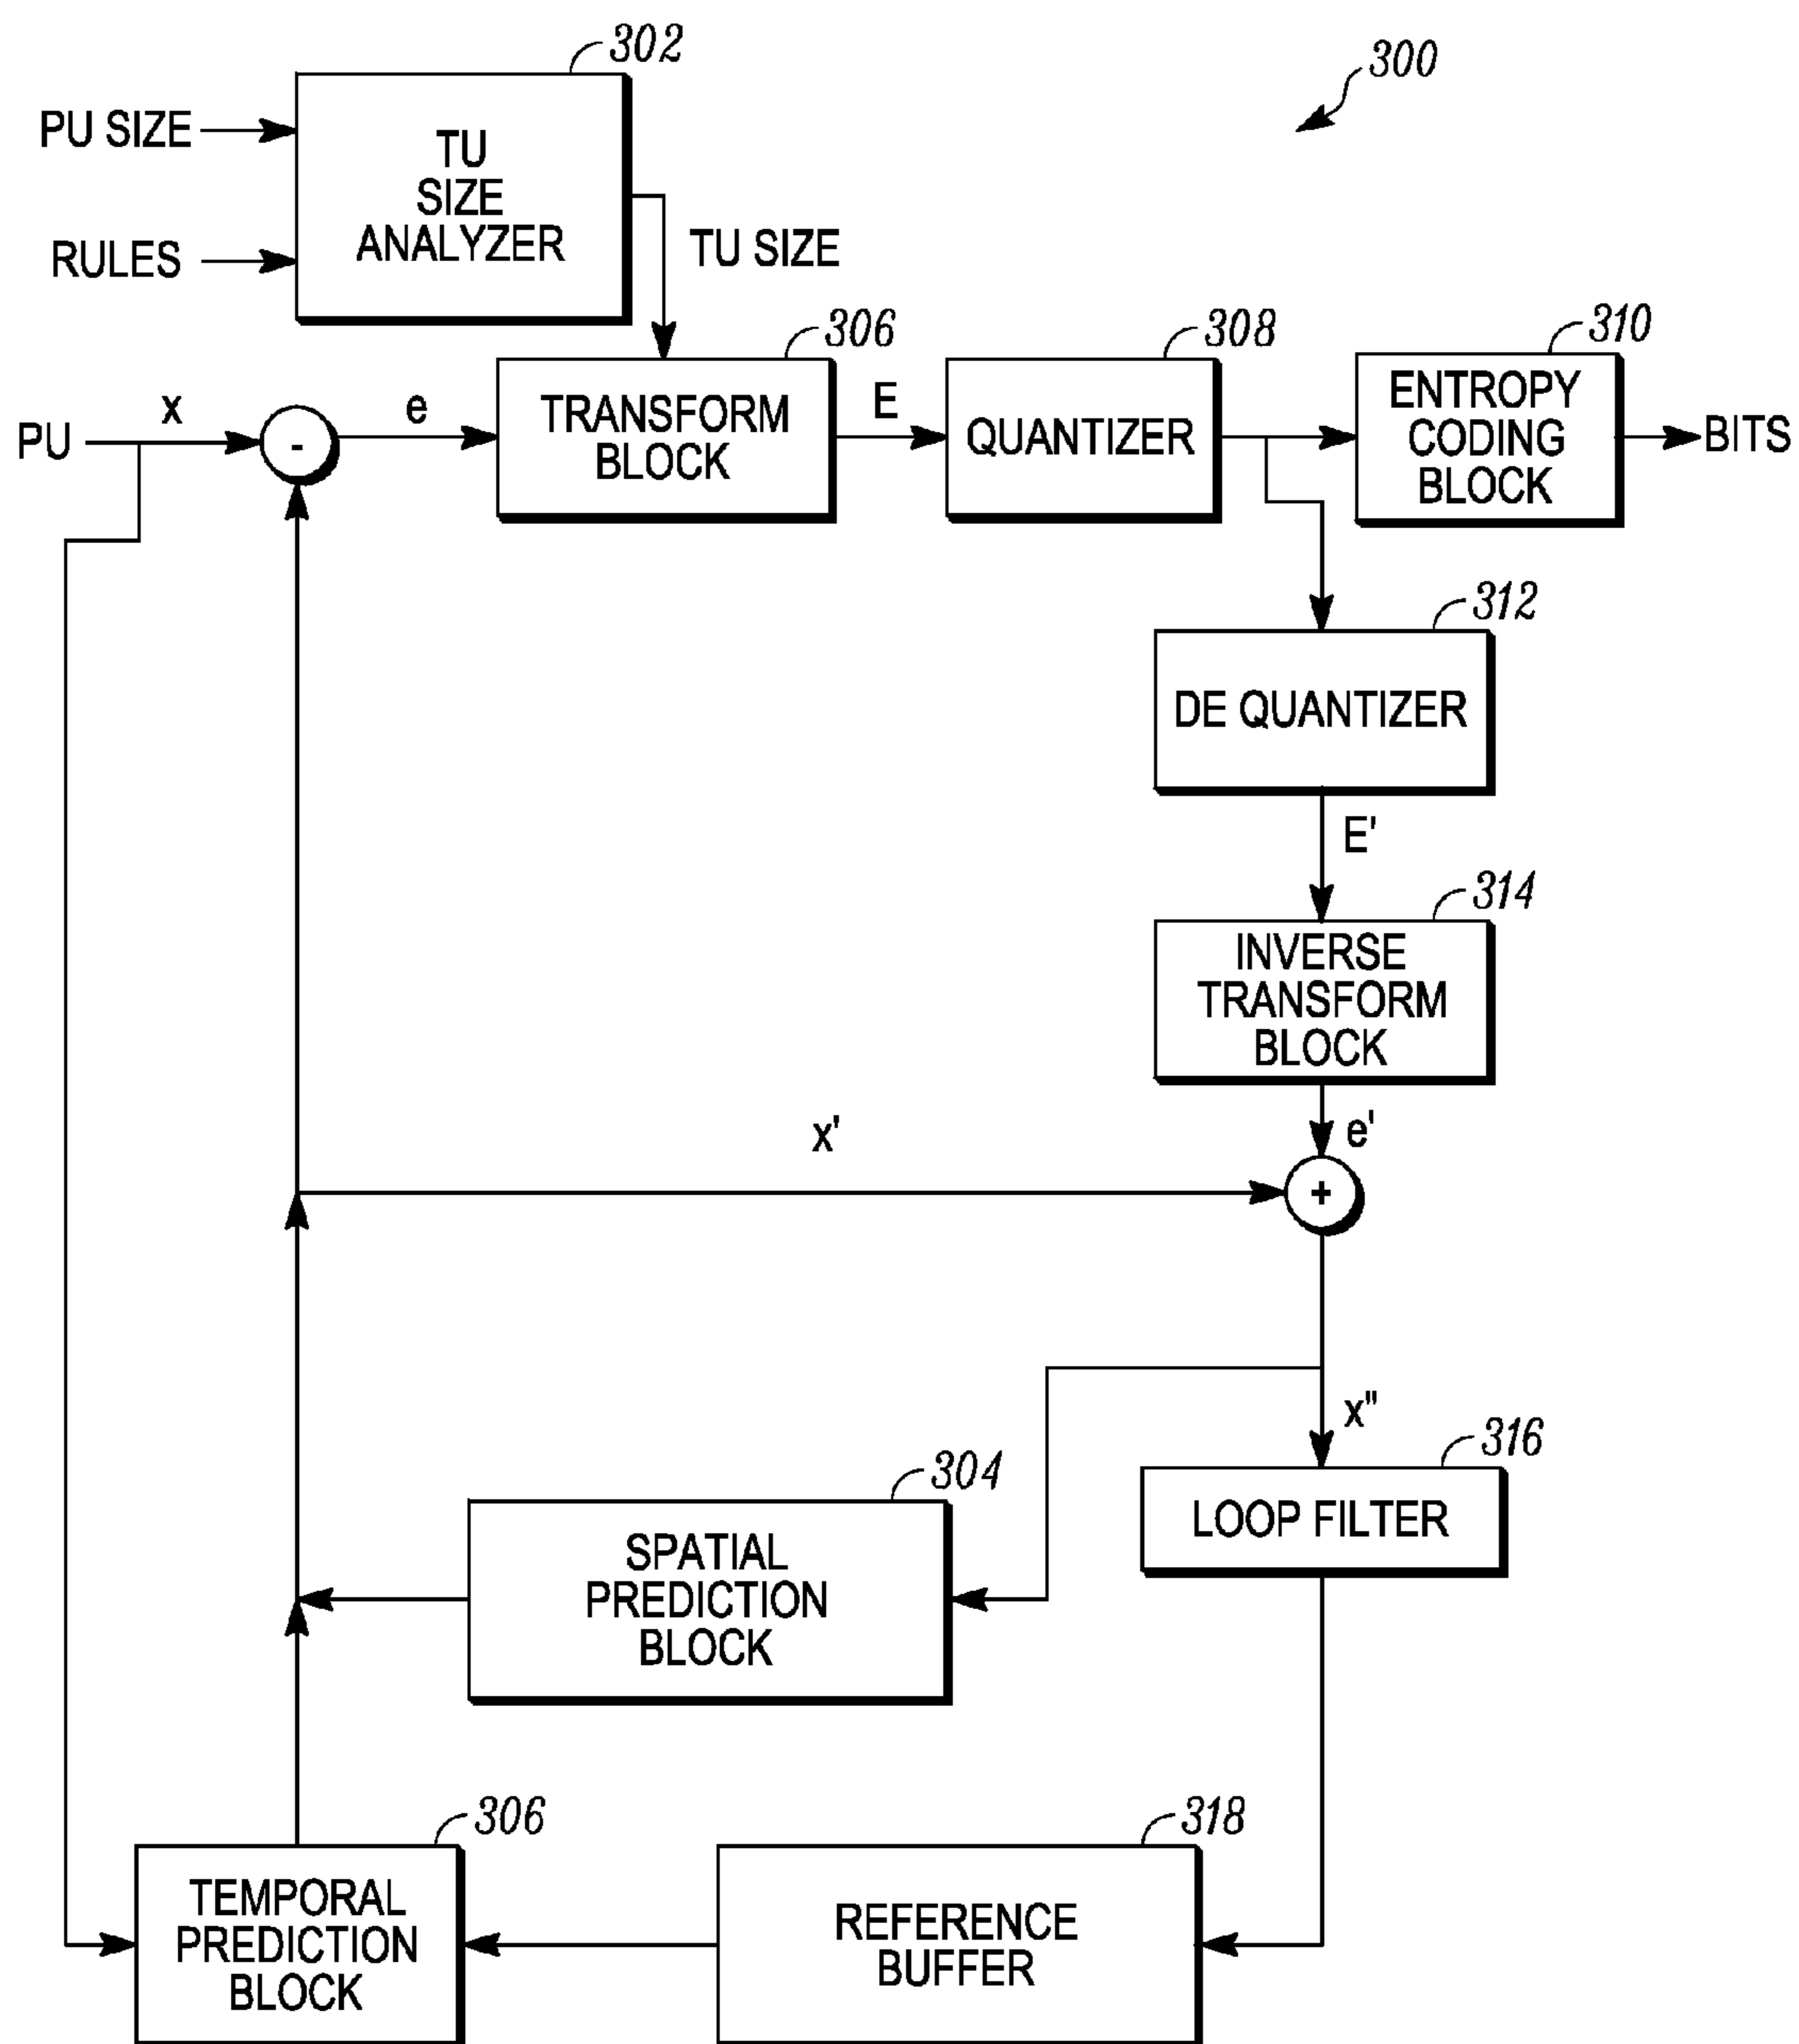 302
300
PU SIZE
TU
SIZE
ANALYZER
RULES
TU SIZE
306
308
310
PU
x
-
e
TRANSFORM
BLOCK
E
QUANTIZER
ENTROPY
CODING
BLOCK
BITS
312
DE QUANTIZER
E'
314
INVERSE
TRANSFORM
BLOCK
x'
e'
+
x"
316
LOOP FILTER
304
SPATIAL
PREDICTION
BLOCK
306
TEMPORAL
PREDICTION
BLOCK
318
REFERENCE
BUFFER